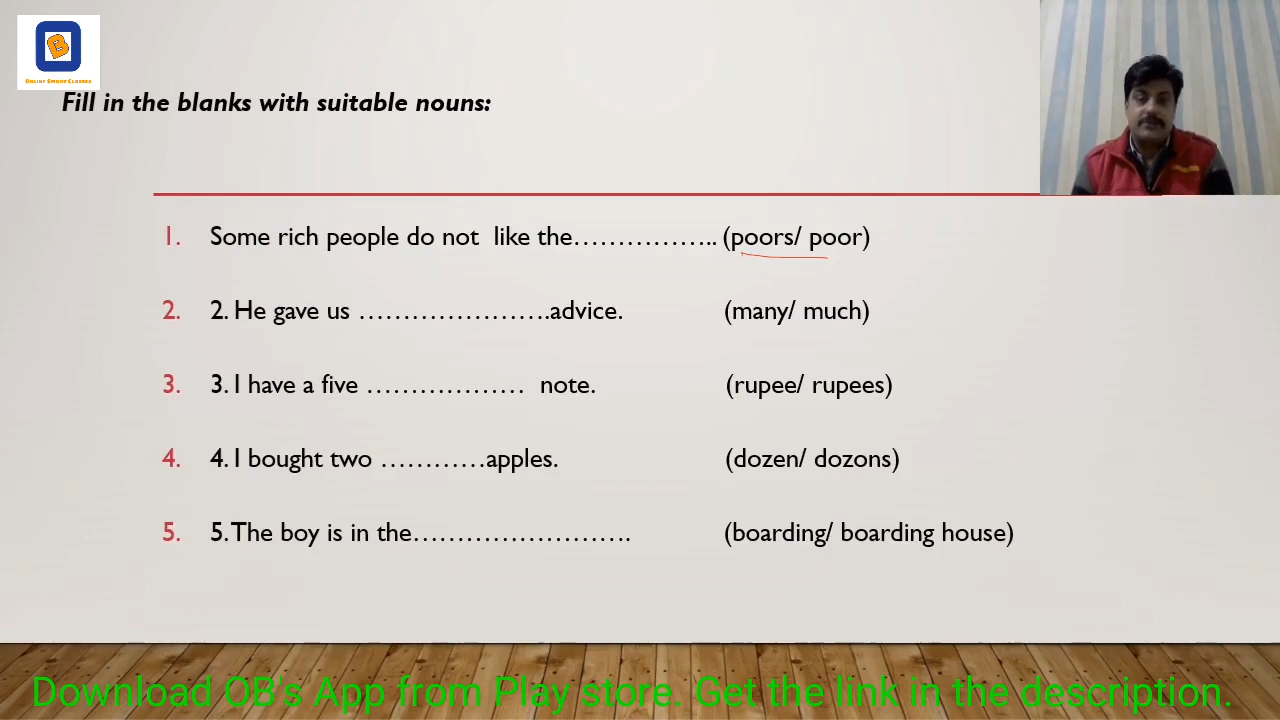 ONLINE SMART CLASSES
Fill in the blanks with suitable nouns:
1. Some rich people do not like the…………….. (poors/ poor)
2. 2. He gave us ………………….advice. (many/ much)
3. 3. I have a five ……………… note. (rupee/ rupees)
4. 4. I bought two …………apples. (dozen/ dozons)
5. 5. The boy is in the……………………. (boarding/ boarding house)
Download OB's App from Play store. Get the link in the description.